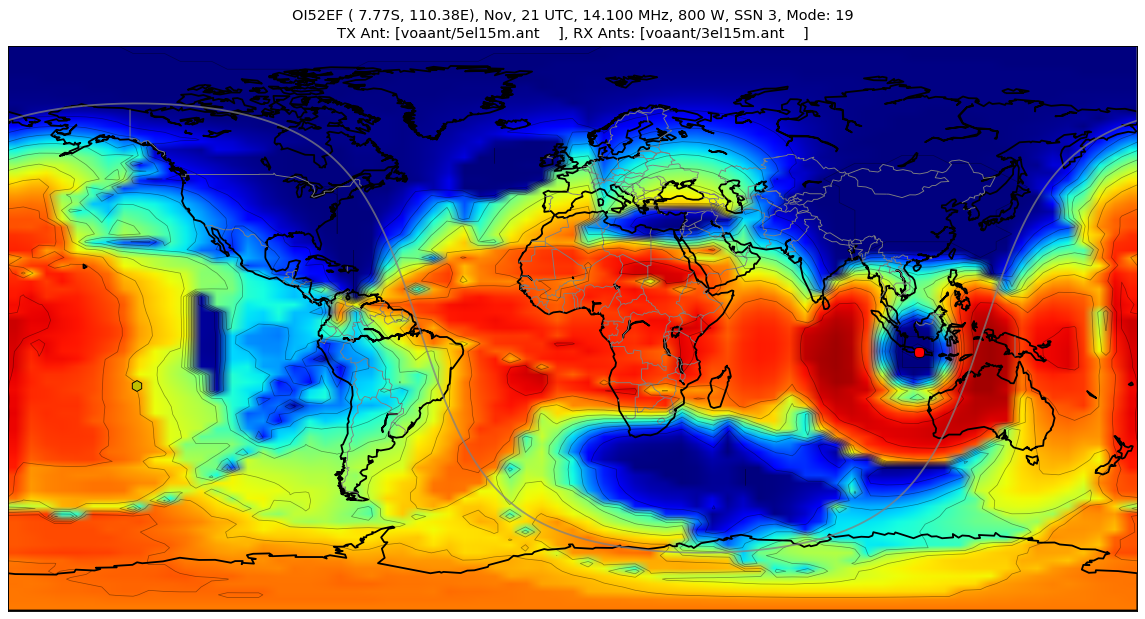 OI52EF ( 7.77S, 110.38E), Nov, 21 UTC, 14.100 MHz, 800 W, SSN 3, Mode: 19
TX Ant: [voaant/5el15m.ant    ], RX Ants: [voaant/3el15m.ant    ]